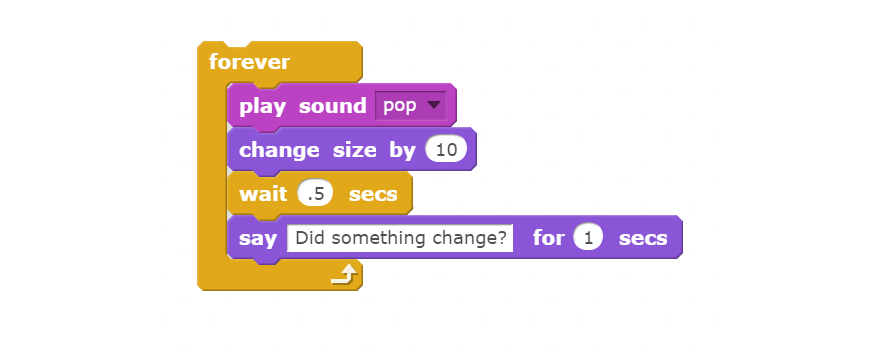 forever
play sound pop
change size by 10
wait .5 secs
say Did something change? for 1 secs